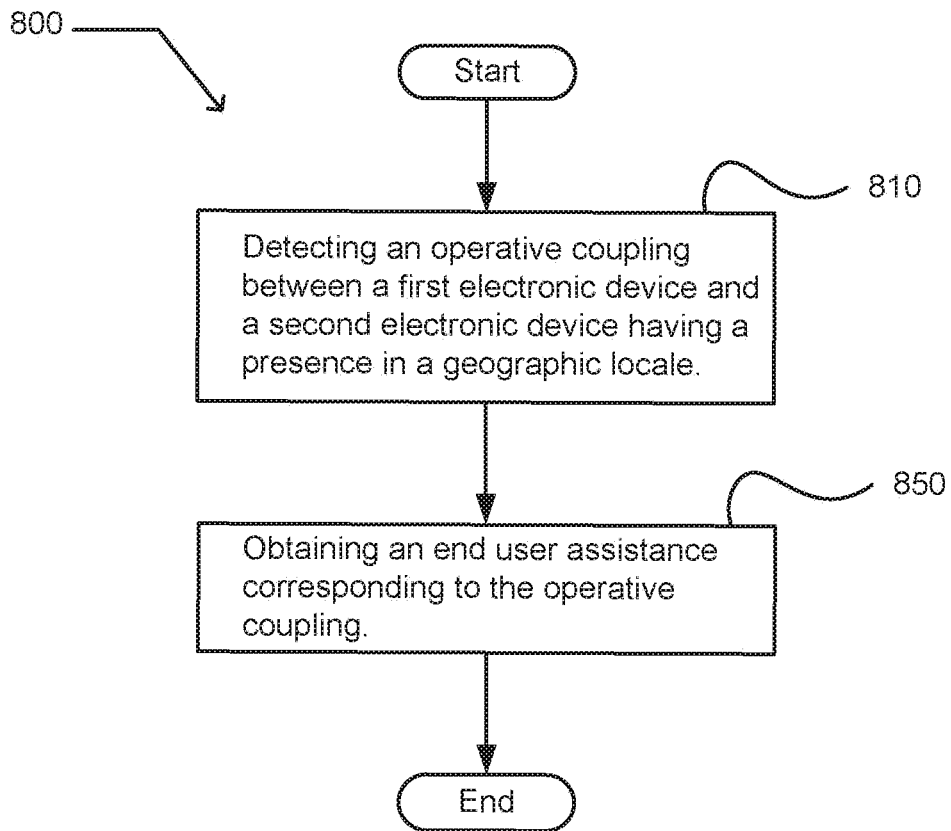 800
Start
810
Detecting an operative coupling
between a first electronic device and
a second electronic device having a
presence in a geographic locale.
850
Obtaining an end user assistance
corresponding to the operative
coupling.
End